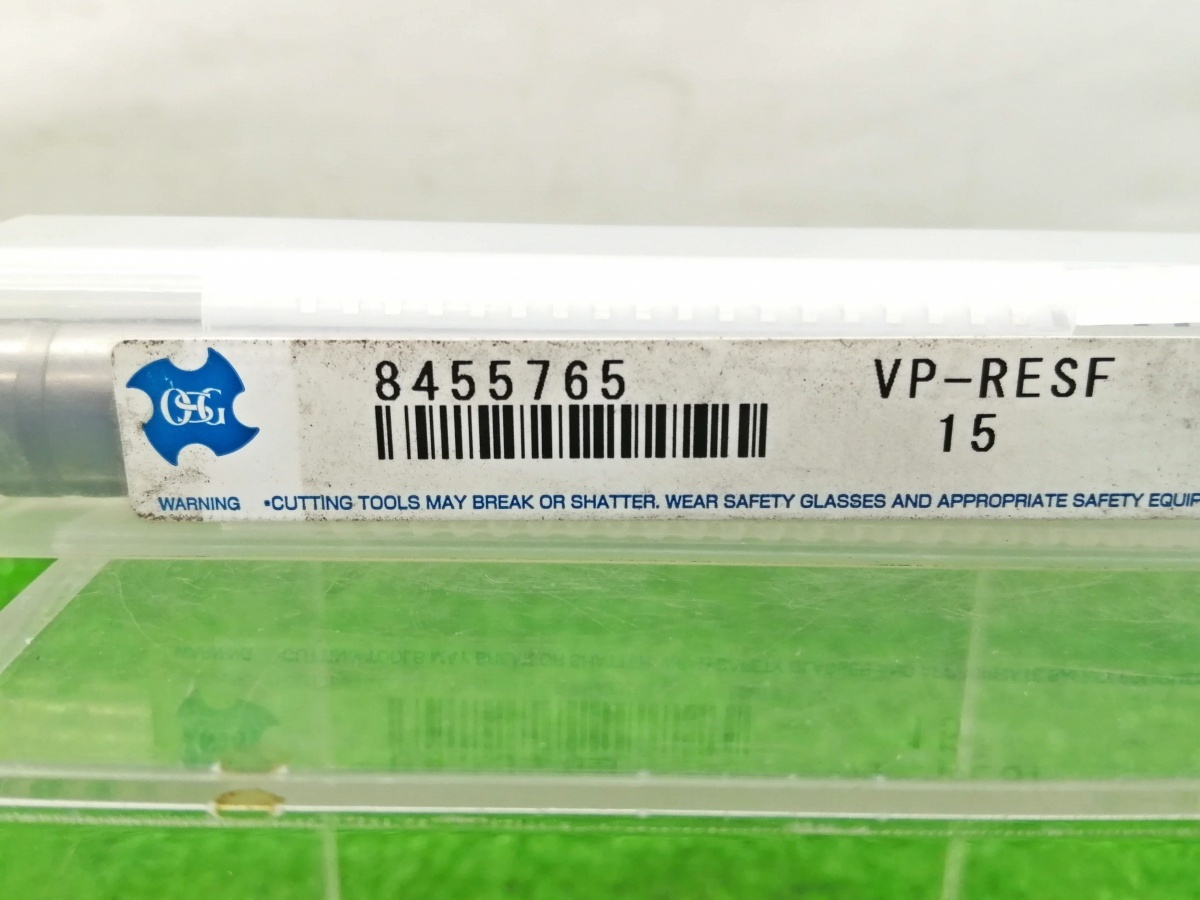 OSG
8455765
VP-RESF
15
WARNING •CUTTING TOOLS MAY BREAK OR SHATTER. WEAR SAFETY GLASSES AND APPROPRIATE SAFETY EQUIP